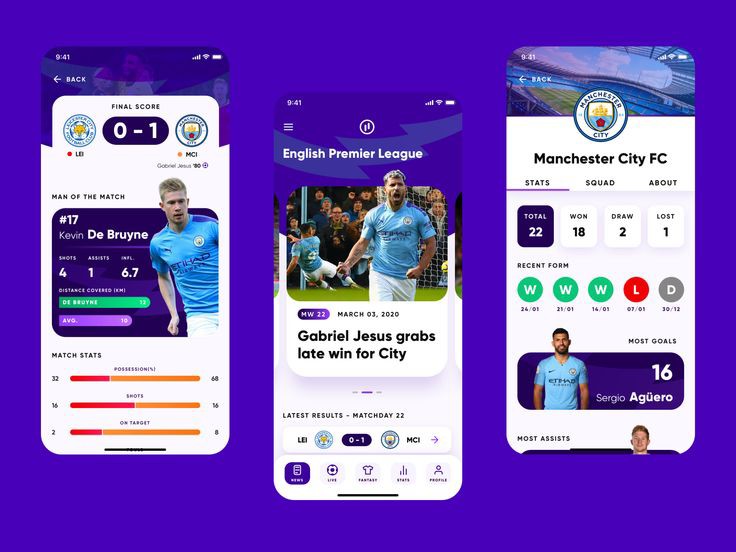 9:41
BACK
FINAL SCORE
0 - 1
LEI
MCI
Gabriel Jesus '80
MAN OF THE MATCH
#17
Kevin De Bruyne
SHOTS ASSISTS INFL.
4 1 6.7
DISTANCE COVERED (KM)
DE BRUYNE 12
AVG. 10
ETIHAD
AIRWAYS
MATCH STATS
POSSESSION(%)
32 68
SHOTS
16 16
ON TARGET
2 8
9:41
English Premier League
ETIHAD
AIRWAYS
MW 22 MARCH 03, 2020
Gabriel Jesus grabs
late win for City
LATEST RESULTS - MATCHDAY 22
LEI 0 - 1 MCI
NEWS LIVE FANTASY STATS PROFILE
9:41
BACK
MANCHESTER
CITY
Manchester City FC
STATS SQUAD ABOUT
TOTAL WON DRAW LOST
22 18 2 1
RECENT FORM
W W W L D
24/01 21/01 14/01 07/01 30/12
MOST GOALS
ETIHAD
16
Sergio Agüero
MOST ASSISTS